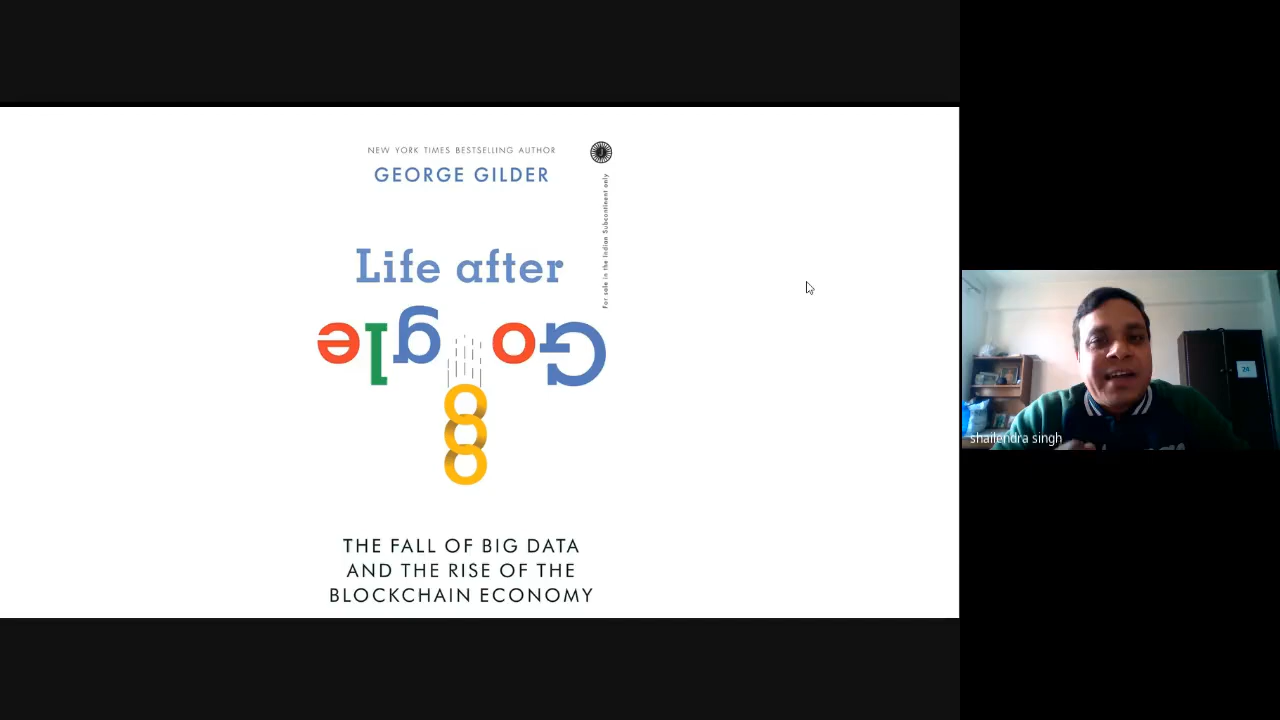 NEW YORK TIMES BESTSELLING AUTHOR
GEORGE GILDER
For sale in the Indian Subcontinent only
Life after
Google
THE FALL OF BIG DATA
AND THE RISE OF THE
BLOCKCHAIN ECONOMY
24
shailendra singh